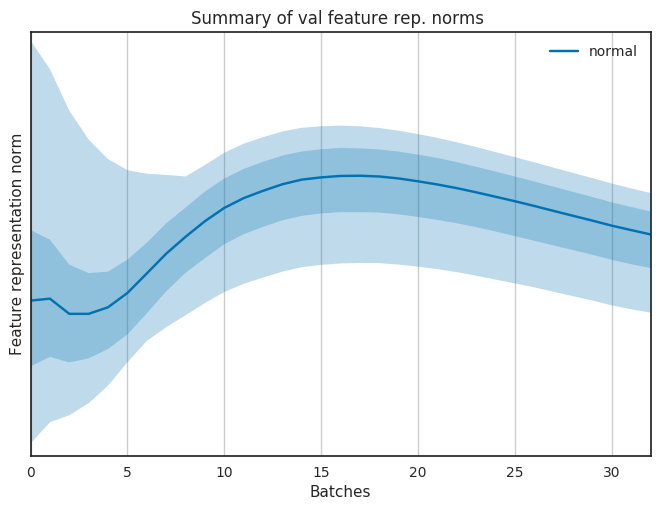 Summary of val feature rep. norms
normal
Feature representation norm
0 5 10 15 20 25 30
Batches